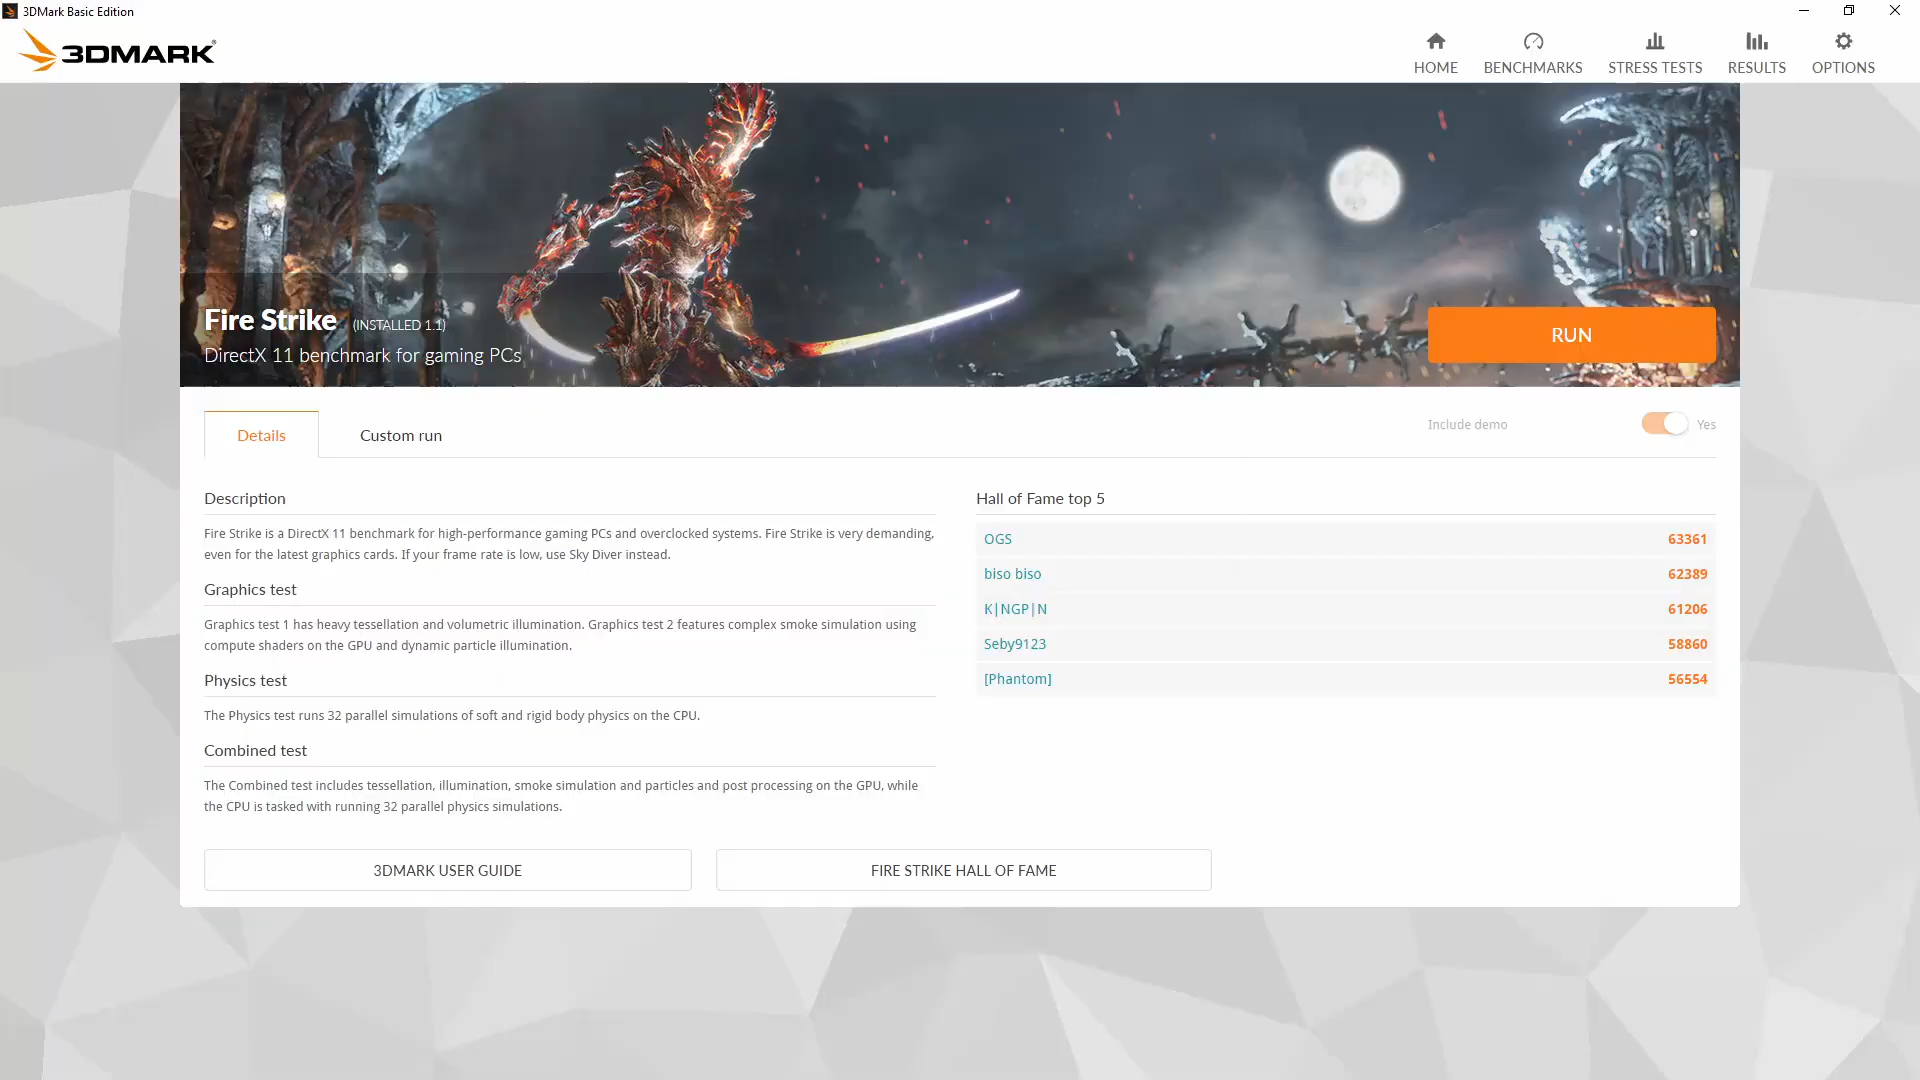 3DMark Basic Edition
3DMARK
HOME
BENCHMARKS
STRESS TESTS
RESULTS
OPTIONS
Fire Strike (INSTALLED 1.1)
DirectX 11 benchmark for gaming PCs
RUN
Details
Custom run
Include demo
Yes
Description
Fire Strike is a DirectX 11 benchmark for high-performance gaming PCs and overclocked systems. Fire Strike is very demanding,
even for the latest graphics cards. If your frame rate is low, use Sky Diver instead.
Graphics test
Graphics test 1 has heavy tessellation and volumetric illumination. Graphics test 2 features complex smoke simulation using
compute shaders on the GPU and dynamic particle illumination.
Physics test
The Physics test runs 32 parallel simulations of soft and rigid body physics on the CPU.
Combined test
The Combined test includes tessellation, illumination, smoke simulation and particles and post processing on the GPU, while
the CPU is tasked with running 32 parallel physics simulations.
Hall of Fame top 5
OGS 63361
biso biso 62389
K|NGP|N 61206
Seby9123 58860
[Phantom] 56554
3DMARK USER GUIDE
FIRE STRIKE HALL OF FAME